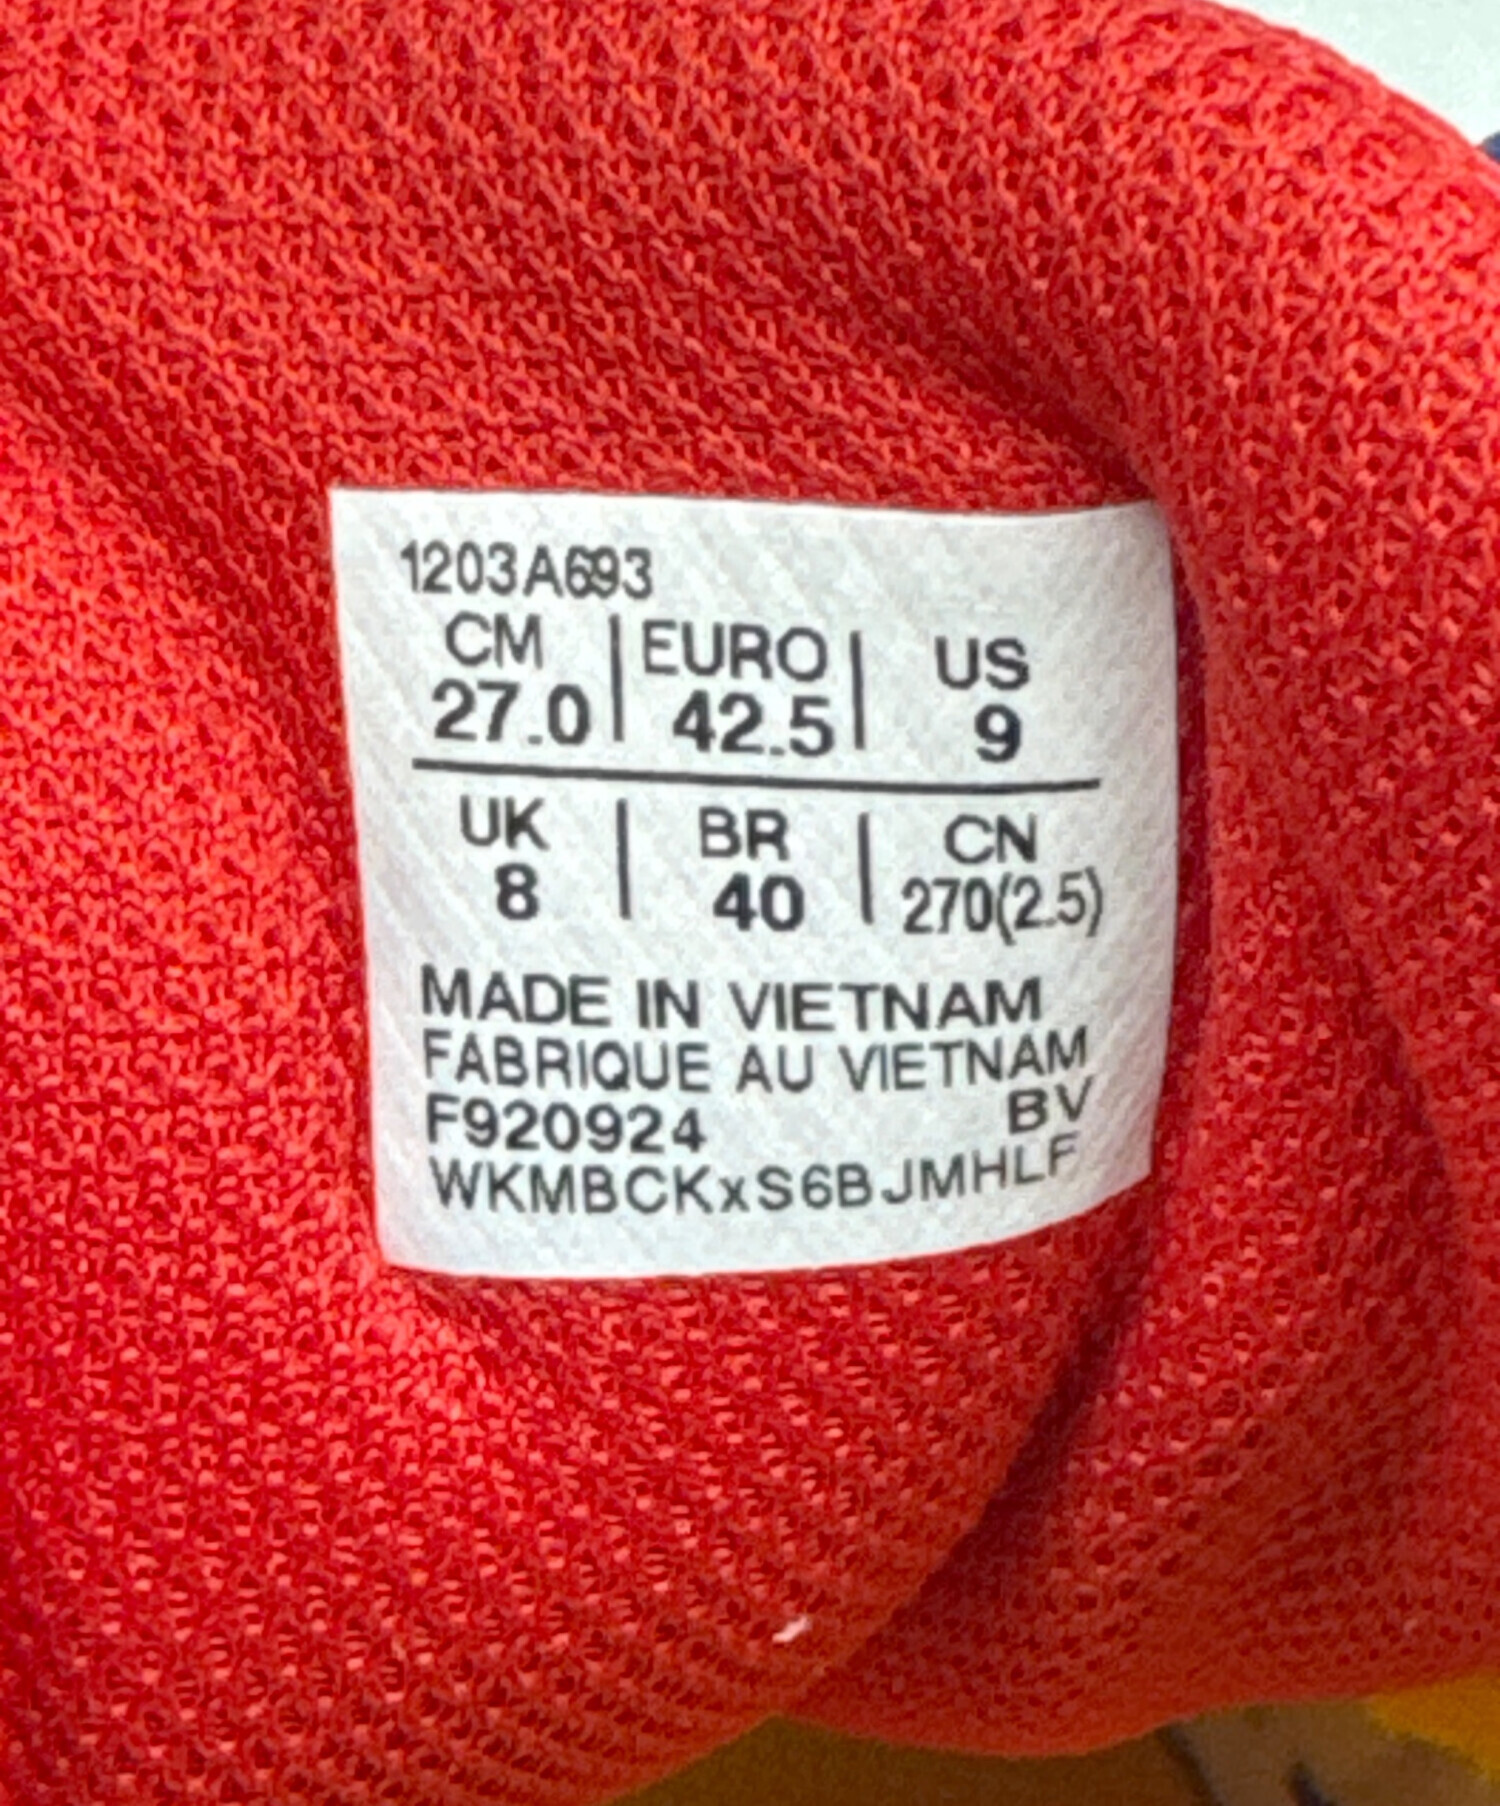 1203A693
CM | EURO | US
27.0 | 42.5 | 9
UK | BR | CN
8 | 40 | 270(2.5)
MADE IN VIETNAM
FABRIQUE AU VIETNAM
F920924 BV
WKMBCKxS6BJMHLF